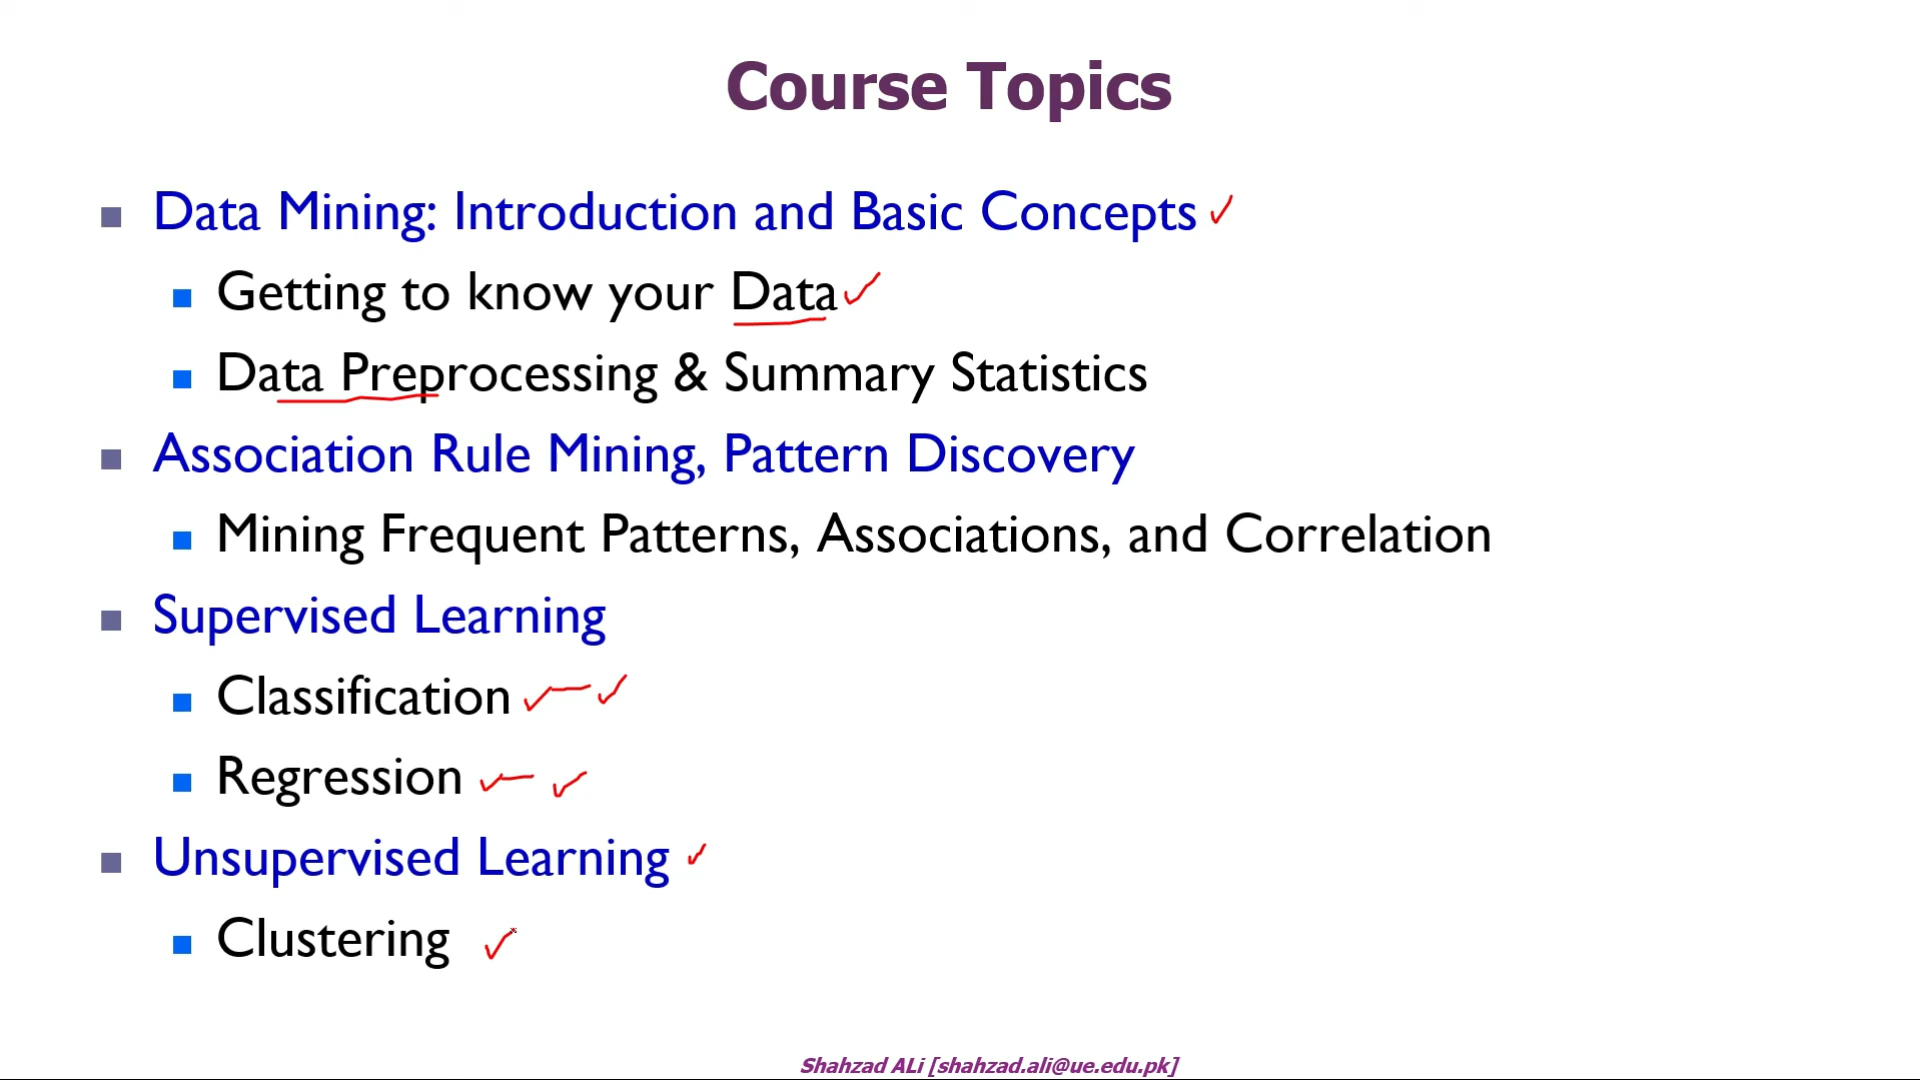 Course Topics
Data Mining: Introduction and Basic Concepts
Getting to know your Data
Data Preprocessing & Summary Statistics
Association Rule Mining, Pattern Discovery
Mining Frequent Patterns, Associations, and Correlation
Supervised Learning
Classification
Regression
Unsupervised Learning
Clustering
Shahzad ALi [shahzad.ali@ue.edu.pk]